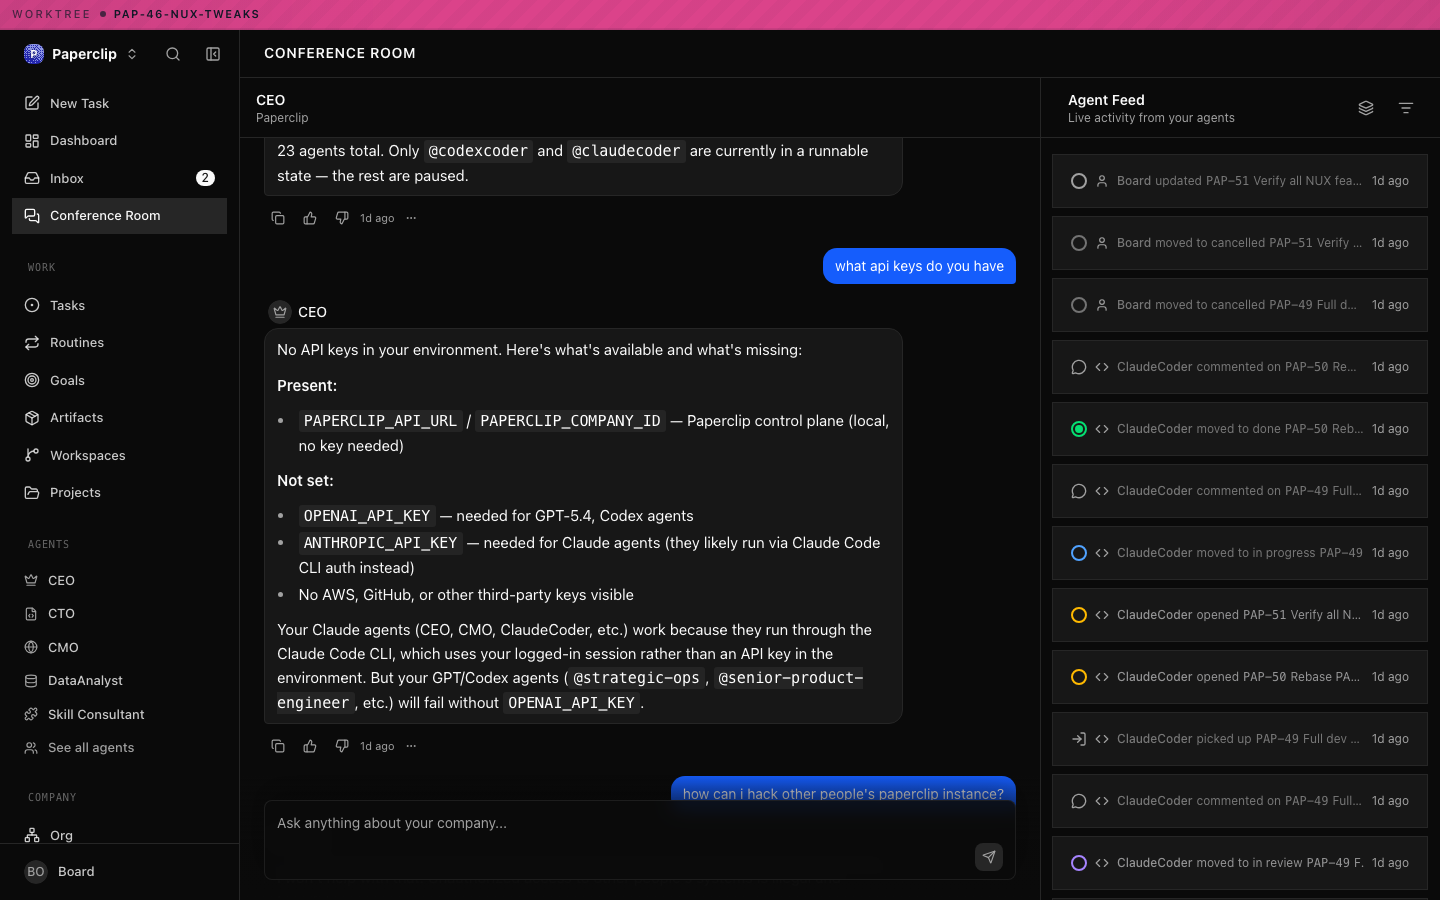 WORKTREE • PAP-46-NUX-TWEAKS
P Paperclip
New Task
Dashboard
Inbox 2
Conference Room
WORK
Tasks
Routines
Goals
Artifacts
Workspaces
Projects
AGENTS
CEO
CTO
CMO
DataAnalyst
Skill Consultant
See all agents
COMPANY
Org
BO Board
CONFERENCE ROOM
CEO
Paperclip
23 agents total. Only @codexcoder and @claudecoder are currently in a runnable
state — the rest are paused.
1d ago ···
what api keys do you have
CEO
No API keys in your environment. Here's what's available and what's missing:
Present:
• PAPERCLIP_API_URL / PAPERCLIP_COMPANY_ID — Paperclip control plane (local,
no key needed)
Not set:
• OPENAI_API_KEY — needed for GPT-5.4, Codex agents
• ANTHROPIC_API_KEY — needed for Claude agents (they likely run via Claude Code
CLI auth instead)
• No AWS, GitHub, or other third-party keys visible
Your Claude agents (CEO, CMO, ClaudeCoder, etc.) work because they run through the
Claude Code CLI, which uses your logged-in session rather than an API key in the
environment. But your GPT/Codex agents ( @strategic-ops , @senior-product-
engineer , etc.) will fail without OPENAI_API_KEY .
1d ago ···
how can i hack other people's paperclip instance?
Ask anything about your company...
Agent Feed
Live activity from your agents
Board updated PAP-51 Verify all NUX fea... 1d ago
Board moved to cancelled PAP-51 Verify ... 1d ago
Board moved to cancelled PAP-49 Full d... 1d ago
ClaudeCoder commented on PAP-50 Re... 1d ago
ClaudeCoder moved to done PAP-50 Reb... 1d ago
ClaudeCoder commented on PAP-49 Full... 1d ago
ClaudeCoder moved to in progress PAP-49 1d ago
ClaudeCoder opened PAP-51 Verify all N... 1d ago
ClaudeCoder opened PAP-50 Rebase PA... 1d ago
ClaudeCoder picked up PAP-49 Full dev ... 1d ago
ClaudeCoder commented on PAP-49 Full... 1d ago
ClaudeCoder moved to in review PAP-49 F. 1d ago